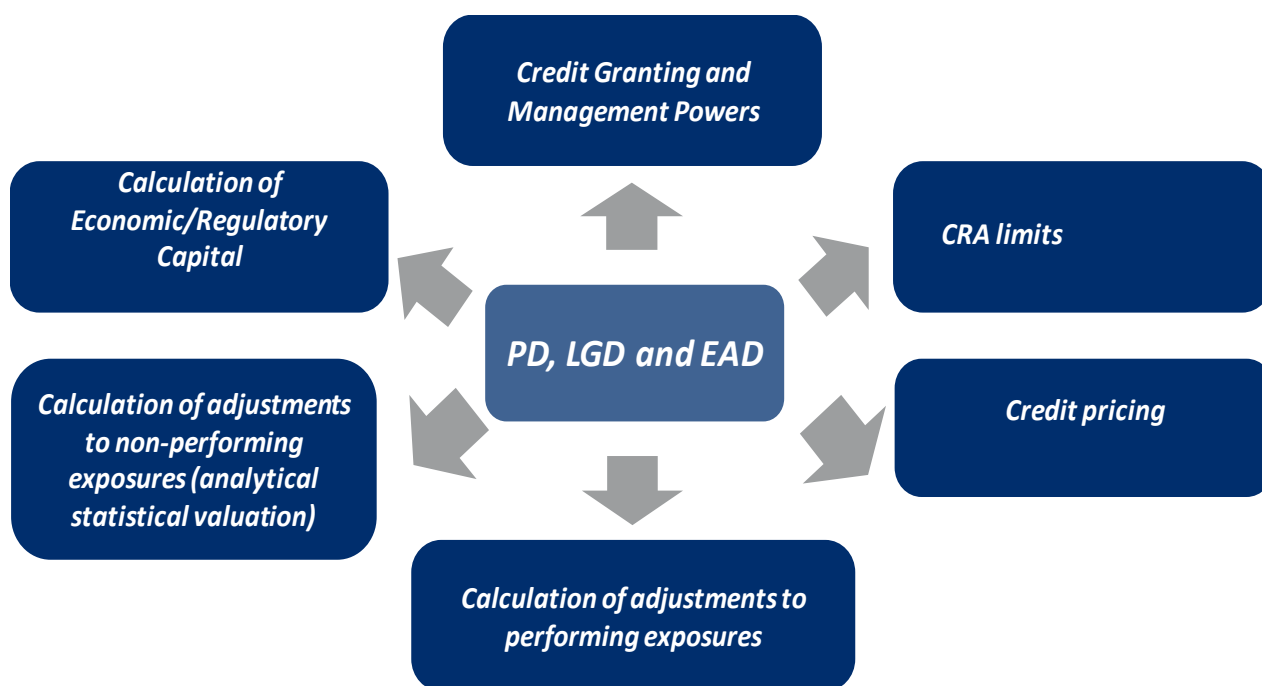 Credit Granting and
Management Powers
Calculation of
Economic/Regulatory
Capital
CRA limits
PD, LGD and EAD
Calculation of adjustments
to non-performing
exposures (analytical
statistical valuation)
Credit pricing
Calculation of adjustments to
performing exposures